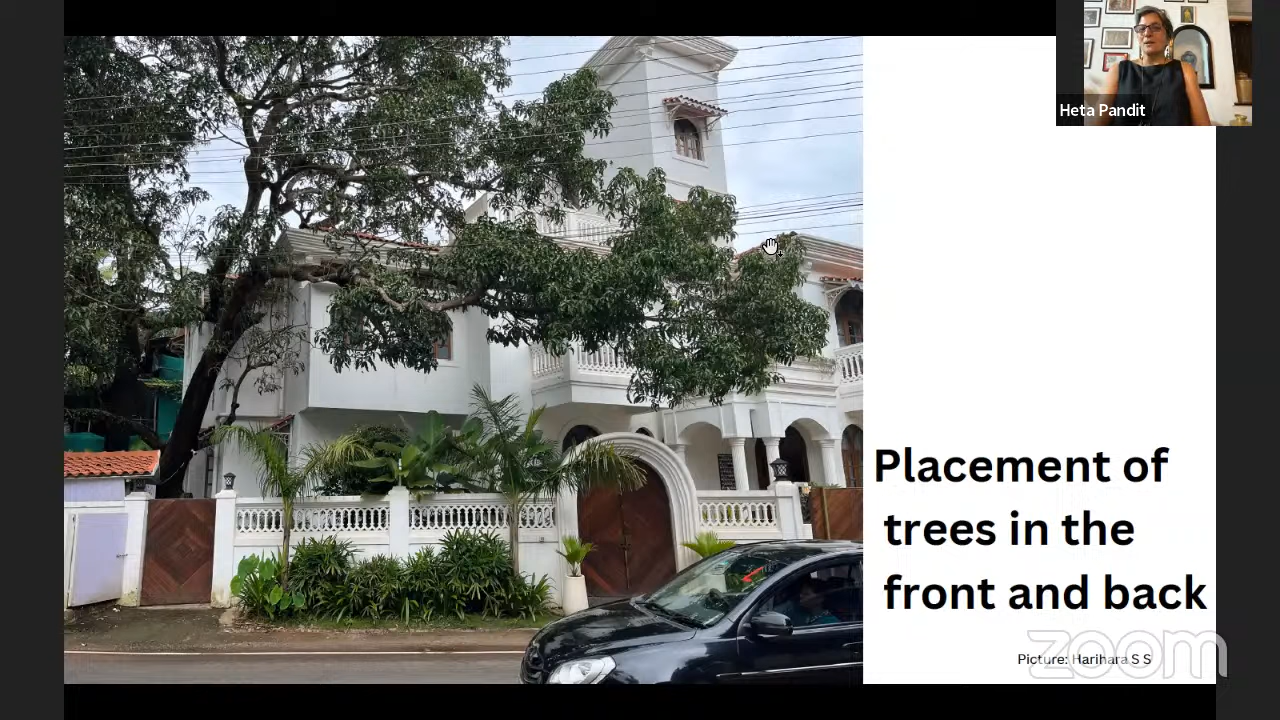 Heta Pandit
Placement of
trees in the
front and back
Picture: Harihara S S
zoom